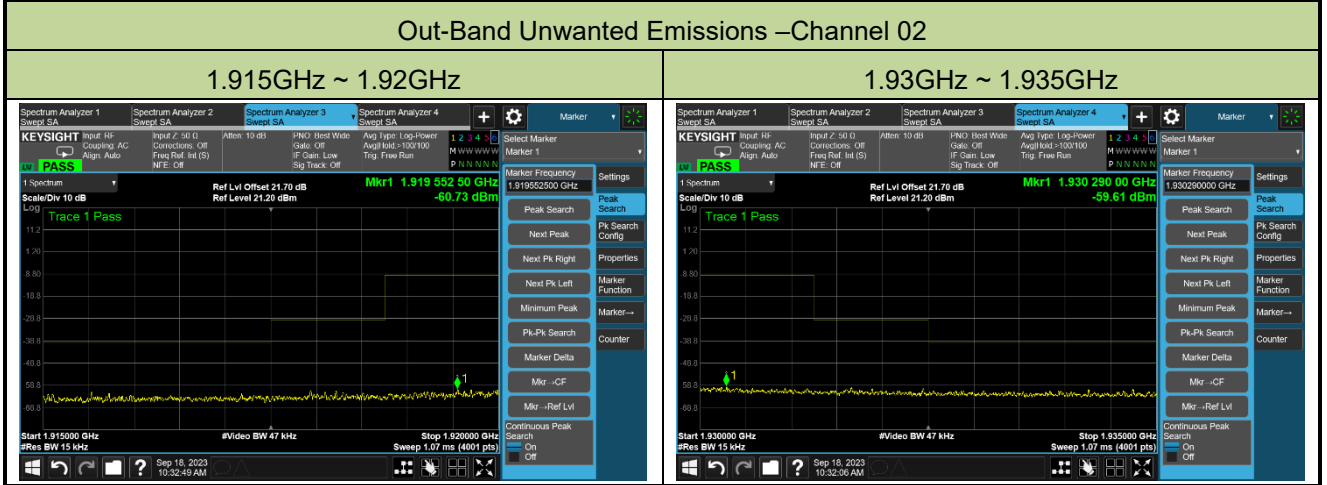 Out-Band Unwanted Emissions –Channel 02
1.915GHz ~ 1.92GHz
Spectrum Analyzer 1
Swept SA
Spectrum Analyzer 2
Swept SA
Spectrum Analyzer 3
Swept SA
Spectrum Analyzer 4
Swept SA
+
Marker
KEYSIGHT
Input: RF
Coupling: AC
Align: Auto
Input Z: 50 Ω
Corrections: Off
Freq Ref: Int (S)
NFE: Off
Atten: 10 dB
PNO: Best Wide
Gate: Off
IF Gain: Low
Sig Track: Off
Avg Type: Log-Power
Avg|Hold:>100/100
Trig: Free Run
1 2 3 4 5 6
M W W W W W
P N N N N N
LV PASS
Select Marker
Marker 1
1 Spectrum
Scale/Div 10 dB
Ref Lvl Offset 21.70 dB
Ref Level 21.20 dBm
Mkr1 1.919 552 50 GHz
-60.73 dBm
Log
Trace 1 Pass
11.2
1.20
-8.80
-18.8
-28.8
-38.8
-48.8
-58.8
-68.8
1
Start 1.915000 GHz
#Res BW 15 kHz
#Video BW 47 kHz
Stop 1.920000 GHz
Sweep 1.07 ms (4001 pts)
Marker Frequency
1.919552500 GHz
Peak Search
Next Peak
Next Pk Right
Next Pk Left
Minimum Peak
Pk-Pk Search
Marker Delta
Mkr→CF
Mkr→Ref Lvl
Continuous Peak
Search
On
Off
Settings
Peak
Search
Pk Search
Config
Properties
Marker
Function
Marker→
Counter
?
Sep 18, 2023
10:32:49 AM
1.93GHz ~ 1.935GHz
Spectrum Analyzer 1
Swept SA
Spectrum Analyzer 2
Swept SA
Spectrum Analyzer 3
Swept SA
Spectrum Analyzer 4
Swept SA
+
Marker
KEYSIGHT
Input: RF
Coupling: AC
Align: Auto
Input Z: 50 Ω
Corrections: Off
Freq Ref: Int (S)
NFE: Off
Atten: 10 dB
PNO: Best Wide
Gate: Off
IF Gain: Low
Sig Track: Off
Avg Type: Log-Power
Avg|Hold:>100/100
Trig: Free Run
1 2 3 4 5 6
M W W W W W
P N N N N N
LV PASS
Select Marker
Marker 1
1 Spectrum
Scale/Div 10 dB
Ref Lvl Offset 21.70 dB
Ref Level 21.20 dBm
Mkr1 1.930 290 00 GHz
-59.61 dBm
Log
Trace 1 Pass
11.2
1.20
-8.80
-18.8
-28.8
-38.8
-48.8
-58.8
-68.8
1
Start 1.930000 GHz
#Res BW 15 kHz
#Video BW 47 kHz
Stop 1.935000 GHz
Sweep 1.07 ms (4001 pts)
Marker Frequency
1.930290000 GHz
Peak Search
Next Peak
Next Pk Right
Next Pk Left
Minimum Peak
Pk-Pk Search
Marker Delta
Mkr→CF
Mkr→Ref Lvl
Continuous Peak
Search
On
Off
Settings
Peak
Search
Pk Search
Config
Properties
Marker
Function
Marker→
Counter
?
Sep 18, 2023
10:32:06 AM